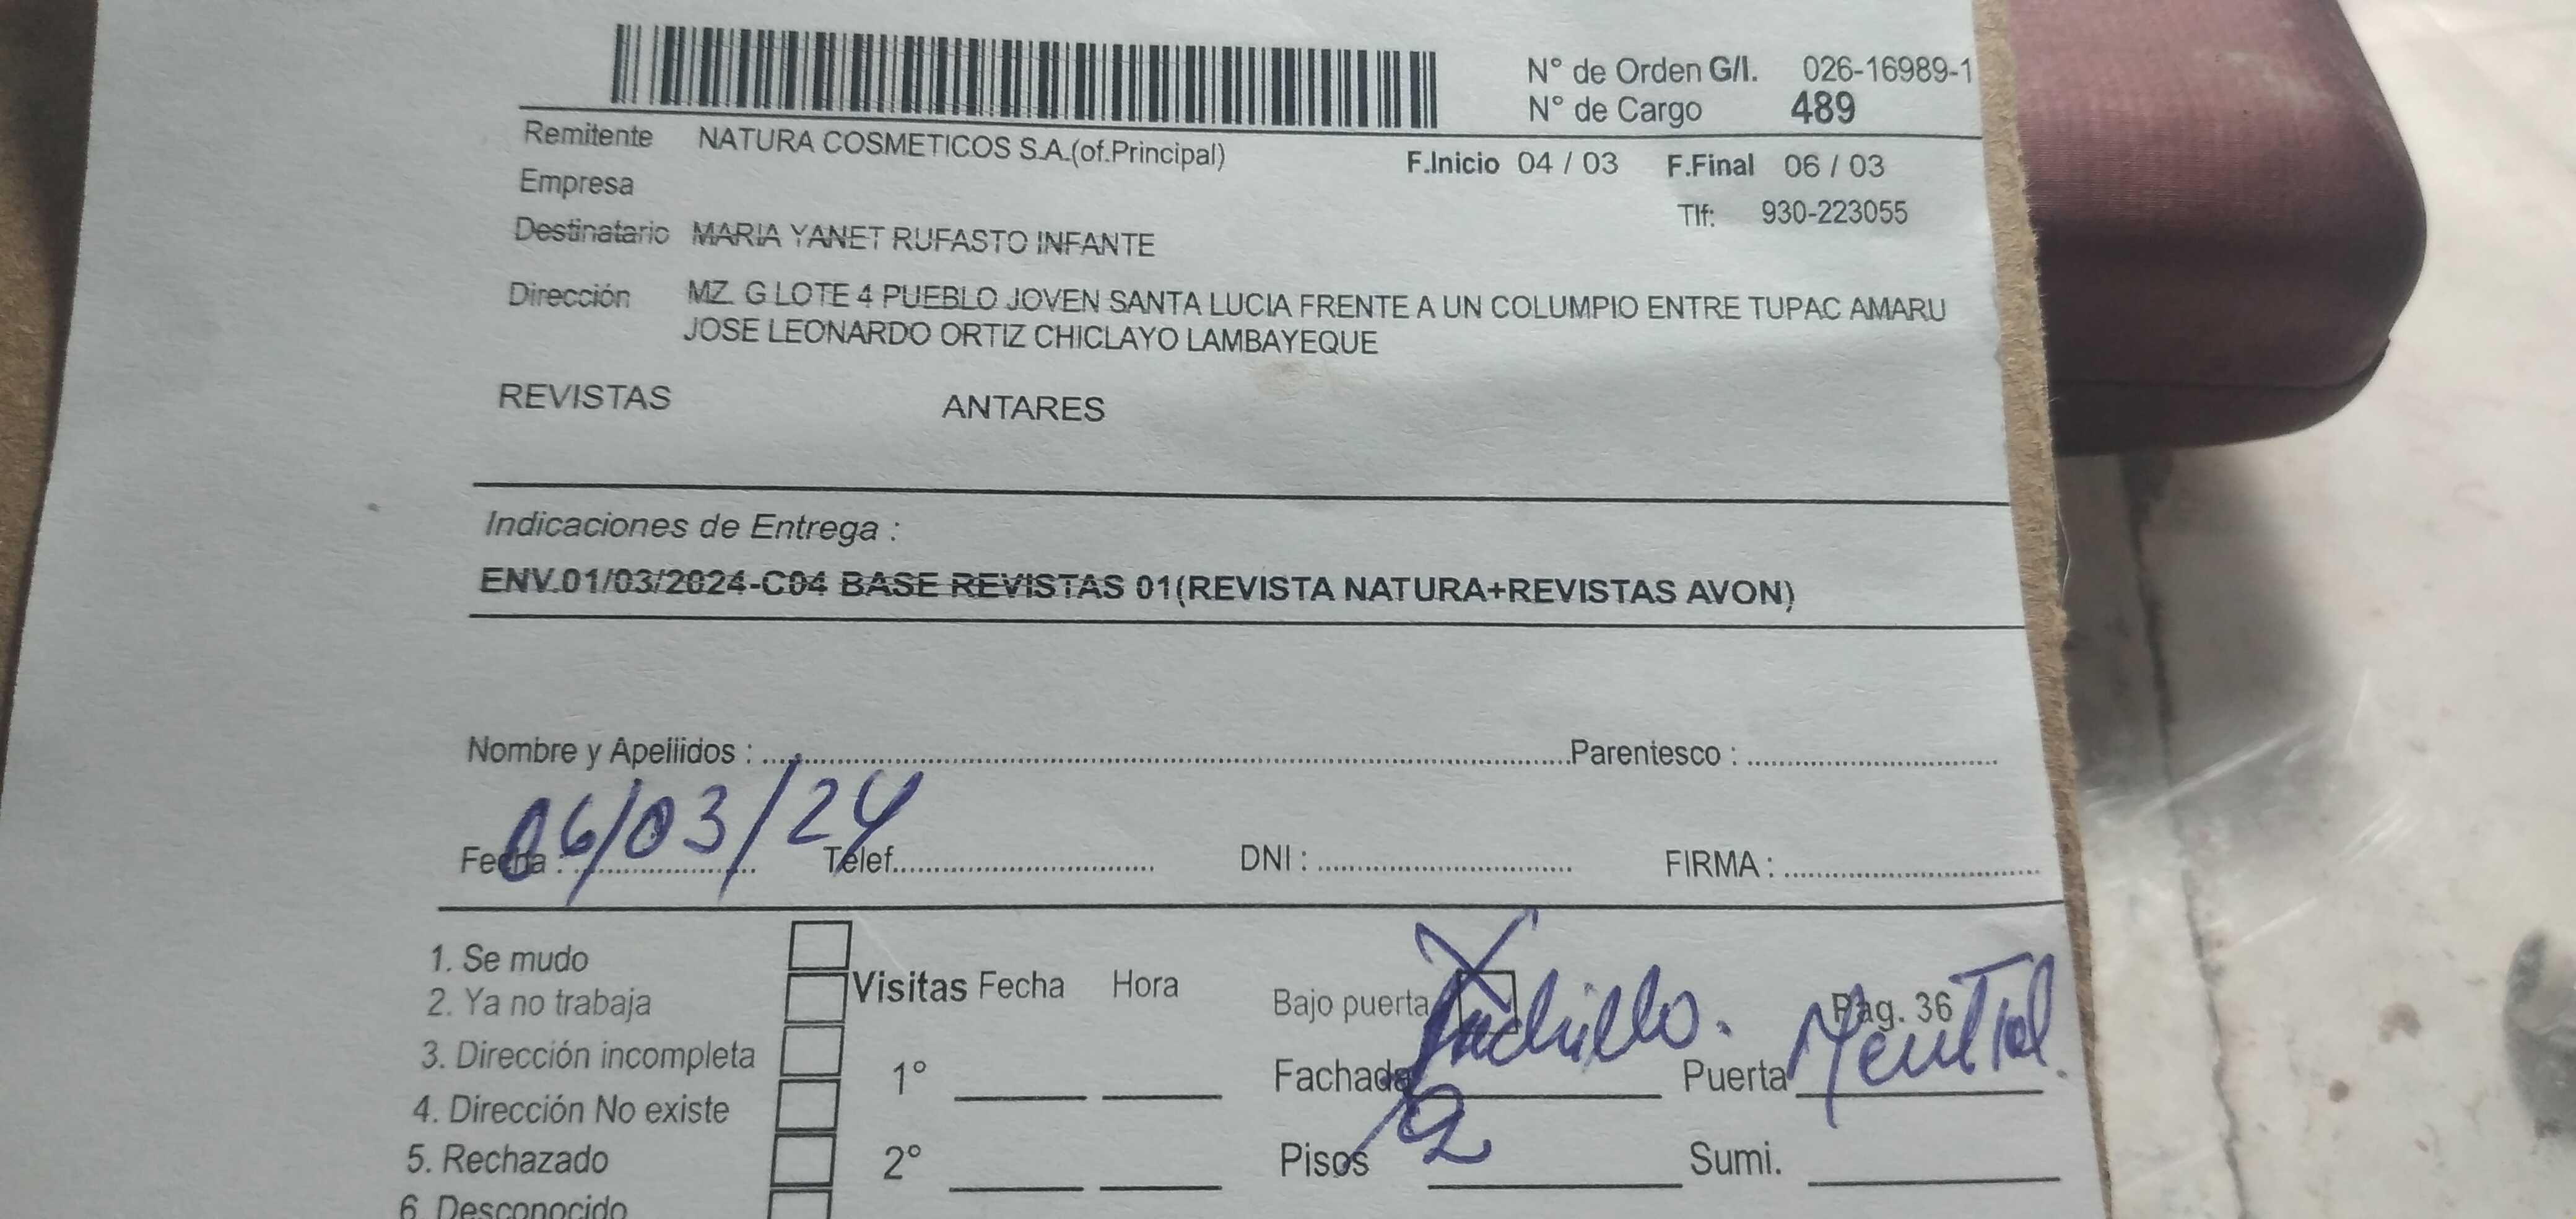 N° de Orden G/I. 026-16989-1
N° de Cargo 489
Remitente NATURA COSMETICOS S.A.(of.Principal)
F.Inicio 04 / 03 F.Final 06 / 03
Empresa
Tlf: 930-223055
Destinatario MARIA YANET RUFASTO INFANTE
Dirección MZ. G LOTE 4 PUEBLO JOVEN SANTA LUCIA FRENTE A UN COLUMPIO ENTRE TUPAC AMARU
JOSE LEONARDO ORTIZ CHICLAYO LAMBAYEQUE
REVISTAS ANTARES
Indicaciones de Entrega :
ENV.01/03/2024-C04 BASE REVISTAS 01(REVISTA NATURA+REVISTAS AVON)
Nombre y Apellidos : Parentesco :
Fecha : 06/03/24 Telef. DNI : FIRMA :
1. Se mudo
2. Ya no trabaja
3. Dirección incompleta
4. Dirección No existe
5. Rechazado
6. Desconocido
Visitas Fecha Hora
1°
2°
Bajo puerta X Pag. 36
Fachada Ladrillo. Puerta Metal.
Pisos 2 Sumi.